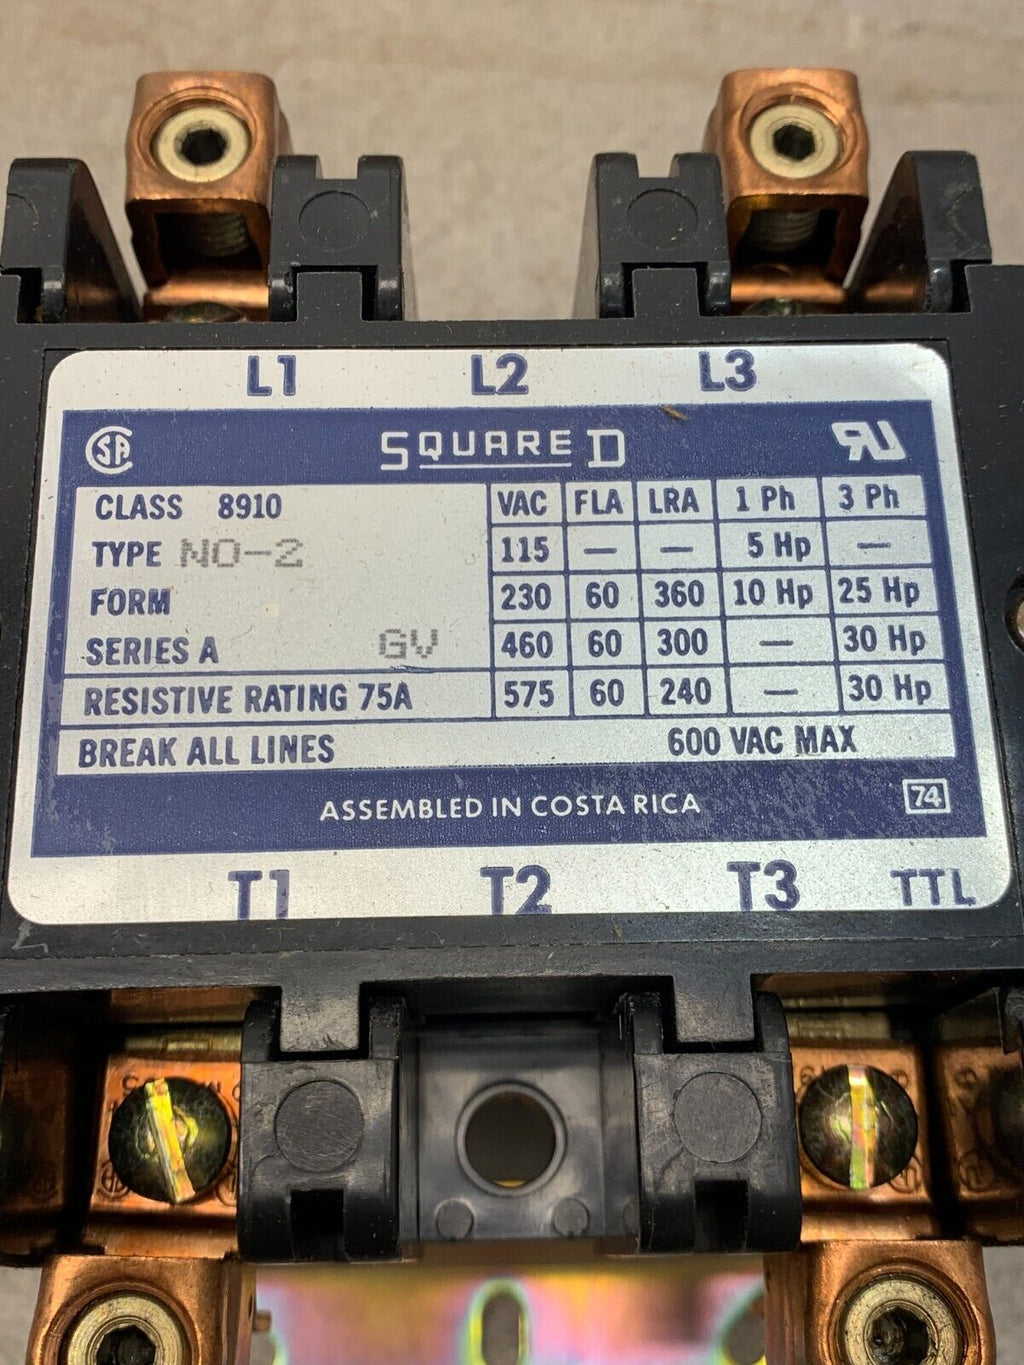 L1 L2 L3
SQUARE D
CLASS 8910
TYPE NO-2
FORM
SERIES A GV
RESISTIVE RATING 75A
VAC FLA LRA 1 Ph 3 Ph
115 — — 5 Hp —
230 60 360 10 Hp 25 Hp
460 60 300 — 30 Hp
575 60 240 — 30 Hp
BREAK ALL LINES 600 VAC MAX
ASSEMBLED IN COSTA RICA 74
T1 T2 T3 TTL